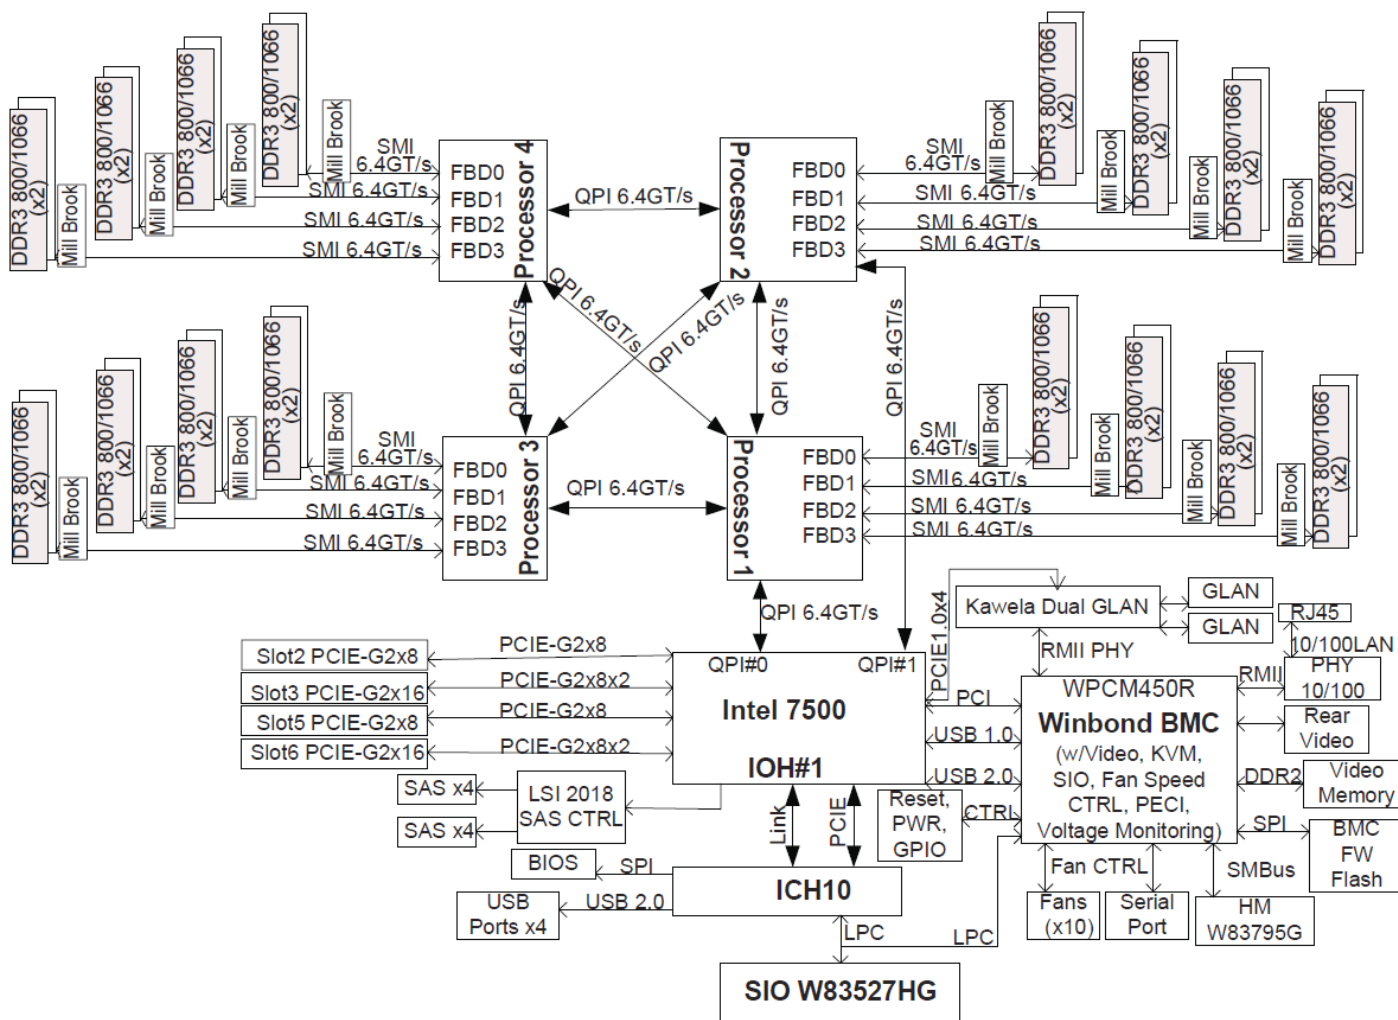 DDR3 800/1066
(x2)
Mill Brook
DDR3 800/1066
(x2)
Mill Brook
DDR3 800/1066
(x2)
Mill Brook
DDR3 800/1066
(x2)
Mill Brook
SMI
6.4GT/s
SMI 6.4GT/s
SMI 6.4GT/s
SMI 6.4GT/s
FBD0
FBD1
FBD2
FBD3
Processor 4
QPI 6.4GT/s
Processor 2
FBD0
FBD1
FBD2
FBD3
SMI
6.4GT/s
SMI 6.4GT/s
SMI 6.4GT/s
SMI 6.4GT/s
Mill Brook
DDR3 800/1066
(x2)
Mill Brook
DDR3 800/1066
(x2)
Mill Brook
DDR3 800/1066
(x2)
Mill Brook
DDR3 800/1066
(x2)
QPI 6.4GT/s
QPI 6.4GT/s
QPI 6.4GT/s
QPI 6.4GT/s
QPI 6.4GT/s
DDR3 800/1066
(x2)
Mill Brook
DDR3 800/1066
(x2)
Mill Brook
DDR3 800/1066
(x2)
Mill Brook
DDR3 800/1066
(x2)
Mill Brook
SMI
6.4GT/s
SMI 6.4GT/s
SMI 6.4GT/s
SMI 6.4GT/s
FBD0
FBD1
FBD2
FBD3
Processor 3
QPI 6.4GT/s
Processor 1
FBD0
FBD1
FBD2
FBD3
SMI
6.4GT/s
SMI 6.4GT/s
SMI 6.4GT/s
SMI 6.4GT/s
Mill Brook
DDR3 800/1066
(x2)
Mill Brook
DDR3 800/1066
(x2)
Mill Brook
DDR3 800/1066
(x2)
Mill Brook
DDR3 800/1066
(x2)
QPI 6.4GT/s
Slot2 PCIE-G2x8
PCIE-G2x8
Slot3 PCIE-G2x16
PCIE-G2x8x2
Slot5 PCIE-G2x8
PCIE-G2x8
Slot6 PCIE-G2x16
PCIE-G2x8x2
QPI#0
QPI#1
Intel 7500
IOH#1
PCIE1.0x4
Kawela Dual GLAN
GLAN
GLAN
RMII PHY
RJ45
10/100LAN
RMII
PHY
10/100
PCI
USB 1.0
USB 2.0
WPCM450R
Winbond BMC
(w/Video, KVM,
SIO, Fan Speed
CTRL, PECI,
Voltage Monitoring)
Rear
Video
DDR2
Video
Memory
SPI
BMC
FW
Flash
SAS x4
SAS x4
LSI 2018
SAS CTRL
Link
PCIE
Reset,
PWR,
GPIO
CTRL
BIOS
SPI
ICH10
USB
Ports x4
USB 2.0
Fan CTRL
SMBus
Fans
(x10)
Serial
Port
HM
W83795G
LPC
LPC
SIO W83527HG